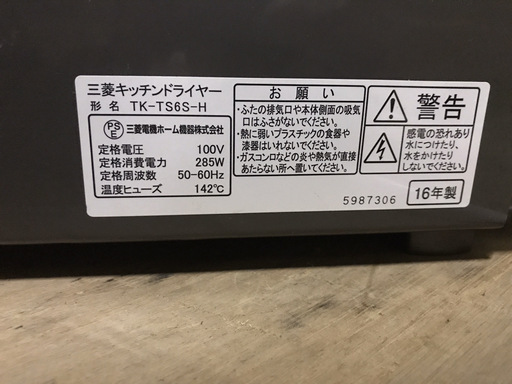 三菱キッチンドライヤー
形 名 TK-TS6S-H
PS
E
三菱電機ホーム機器株式会社
定格電圧 100V
定格消費電力 285W
定格周波数 50-60Hz
温度ヒューズ 142℃
お 願 い
・ふたの排気口や本体側面の吸気
口はふさがないでください。
・熱に弱いプラスチックの食器や
漆器はいれないでください。
・ガスコンロなどの炎や熱気が直接
あたらない所へ置いてください。
5987306
警告
感電の恐れあり
水につけたり、
水をかけたり
しないでください
16年製